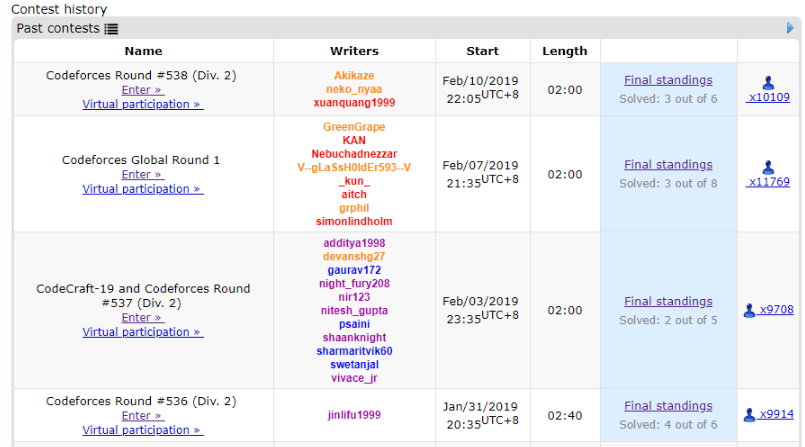 Contest history
Past contests
Name Writers Start Length
Codeforces Round #538 (Div. 2)
Enter »
Virtual participation »
Akikaze
neko_nyaa
xuanquang1999
Feb/10/2019
22:05UTC+8
02:00
Final standings
Solved: 3 out of 6
x10109
Codeforces Global Round 1
Enter »
Virtual participation »
GreenGrape
KAN
Nebuchadnezzar
V--gLaSsH0ldEr593--V
_kun_
aitch
grphil
simonlindholm
Feb/07/2019
21:35UTC+8
02:00
Final standings
Solved: 3 out of 8
x11769
CodeCraft-19 and Codeforces Round
#537 (Div. 2)
Enter »
Virtual participation »
additya1998
devanshg27
gaurav172
night_fury208
nir123
nitesh_gupta
psaini
shaanknight
sharmaritvik60
swetanjal
vivace_jr
Feb/03/2019
23:35UTC+8
02:00
Final standings
Solved: 2 out of 5
x9708
Codeforces Round #536 (Div. 2)
Enter »
Virtual participation »
jinlifu1999
Jan/31/2019
20:35UTC+8
02:40
Final standings
Solved: 4 out of 6
x9914